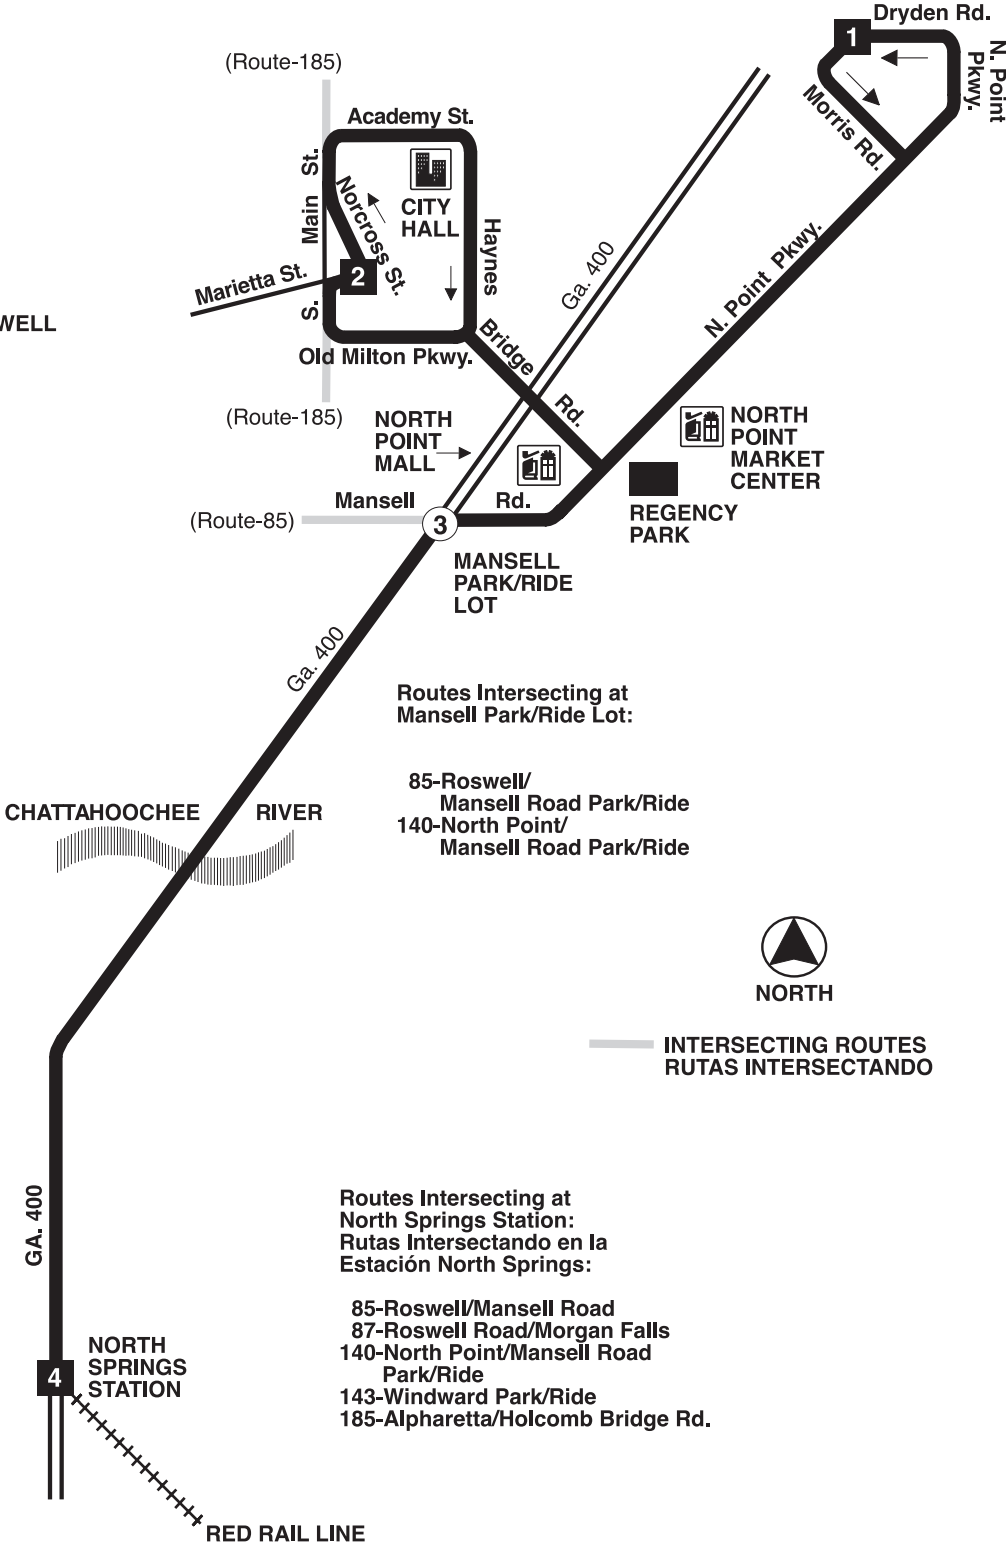 Dryden Rd.
1
N. Point
Pkwy.
Morris Rd.
(Route-185)
Academy St.
S. Main St.
Norcross St.
CITY
HALL
Haynes
2
Marietta St.
WELL
Old Milton Pkwy.
Bridge Rd.
Ga. 400
N. Point Pkwy.
(Route-185)
NORTH
POINT
MALL
NORTH
POINT
MARKET
CENTER
REGENCY
PARK
Mansell Rd.
(Route-85)
3
MANSELL
PARK/RIDE
LOT
Ga. 400
Routes Intersecting at
Mansell Park/Ride Lot:
85-Roswell/
Mansell Road Park/Ride
140-North Point/
Mansell Road Park/Ride
CHATTAHOOCHEE RIVER
NORTH
INTERSECTING ROUTES
RUTAS INTERSECTANDO
GA. 400
Routes Intersecting at
North Springs Station:
Rutas Intersectando en la
Estación North Springs:
85-Roswell/Mansell Road
87-Roswell Road/Morgan Falls
140-North Point/Mansell Road
Park/Ride
143-Windward Park/Ride
185-Alpharetta/Holcomb Bridge Rd.
NORTH
SPRINGS
STATION
4
RED RAIL LINE